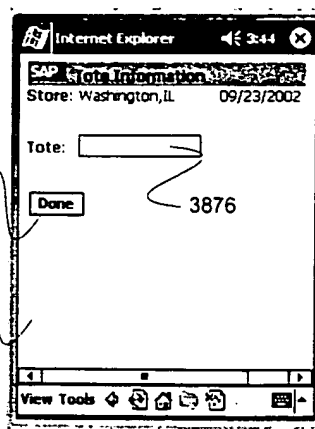 Internet Explorer 3:44
SAP Tote Information
Store: Washington,IL 09/23/2002
Tote:
Done
3876
View Tools